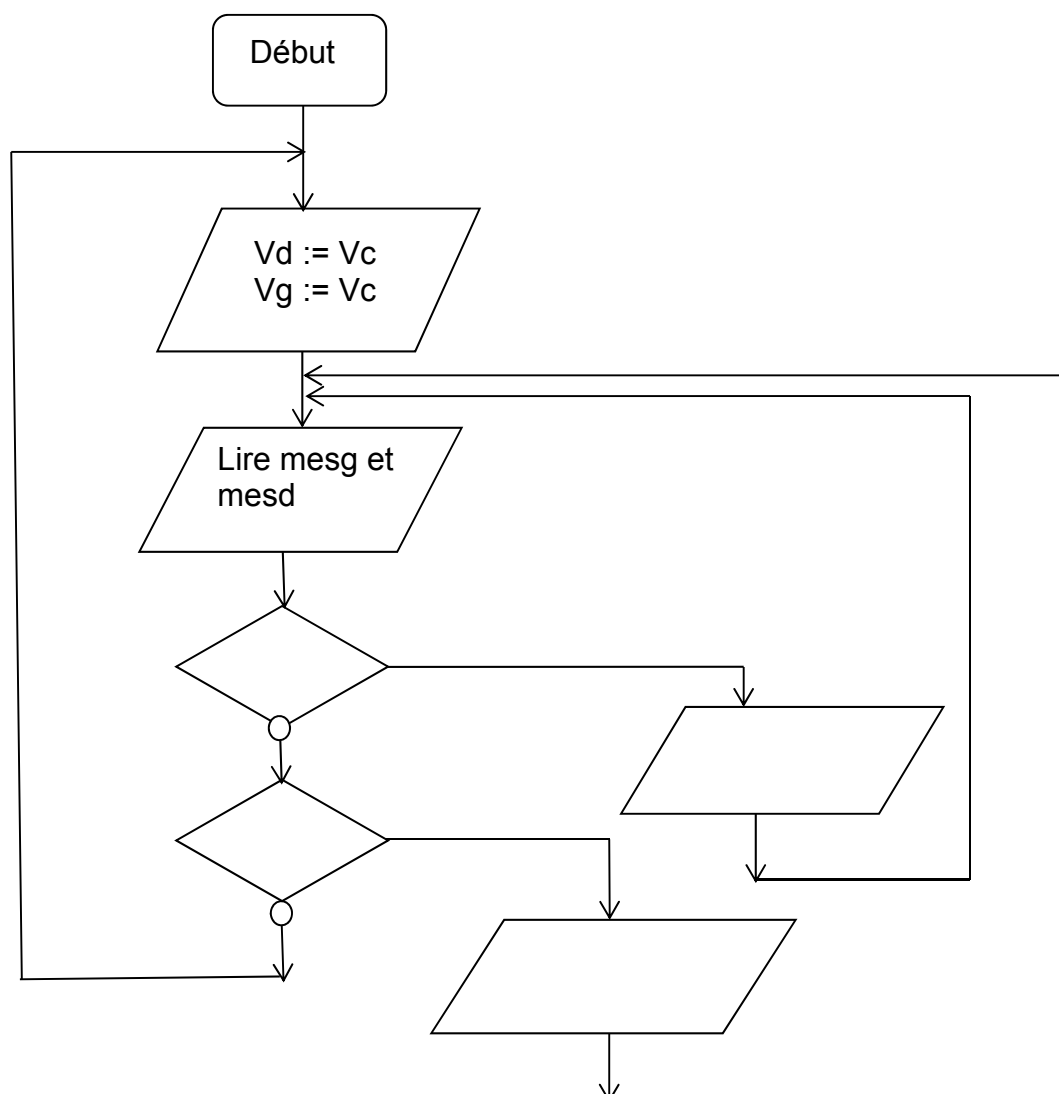 Début
Vd := Vc
Vg := Vc
Lire mesg et
mesd